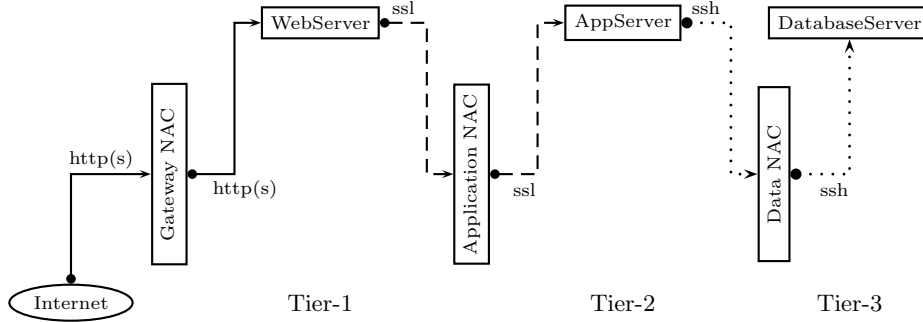 ssl
ssh
WebServer
AppServer
DatabaseServer
Gateway NAC
Application NAC
Data NAC
http(s)
http(s)
ssl
ssh
Internet
Tier-1
Tier-2
Tier-3